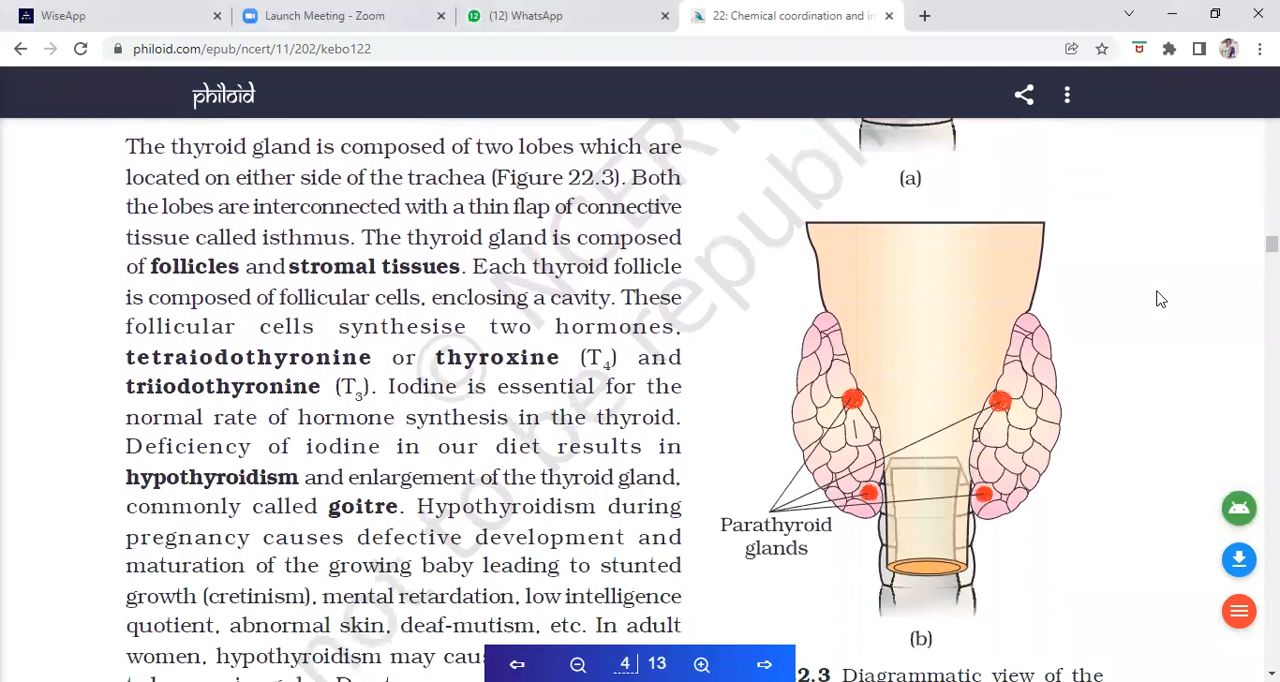 WiseApp
Launch Meeting - Zoom
(12) WhatsApp
22: Chemical coordination and in
philoid.com/epub/ncert/11/202/kebo122
philoid
The thyroid gland is composed of two lobes which are
located on either side of the trachea (Figure 22.3). Both
the lobes are interconnected with a thin flap of connective
tissue called isthmus. The thyroid gland is composed
of follicles and stromal tissues. Each thyroid follicle
is composed of follicular cells, enclosing a cavity. These
follicular cells synthesise two hormones,
tetraiodothyronine or thyroxine (T4) and
triiodothyronine (T3). Iodine is essential for the
normal rate of hormone synthesis in the thyroid.
Deficiency of iodine in our diet results in
hypothyroidism and enlargement of the thyroid gland,
commonly called goitre. Hypothyroidism during
pregnancy causes defective development and
maturation of the growing baby leading to stunted
growth (cretinism), mental retardation, low intelligence
quotient, abnormal skin, deaf-mutism, etc. In adult
women, hypothyroidism may cau
(a)
Parathyroid
glands
(b)
2.3 Diagrammatic view of the
4 13
© NCERT
not to be republ